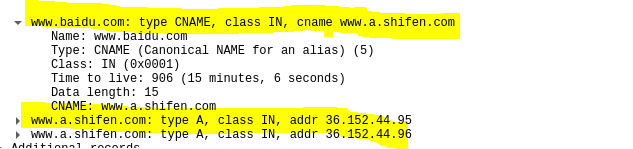 www.baidu.com: type CNAME, class IN, cname www.a.shifen.com
Name: www.baidu.com
Type: CNAME (Canonical NAME for an alias) (5)
Class: IN (0x0001)
Time to live: 906 (15 minutes, 6 seconds)
Data length: 15
CNAME: www.a.shifen.com
www.a.shifen.com: type A, class IN, addr 36.152.44.95
www.a.shifen.com: type A, class IN, addr 36.152.44.96
Additional records